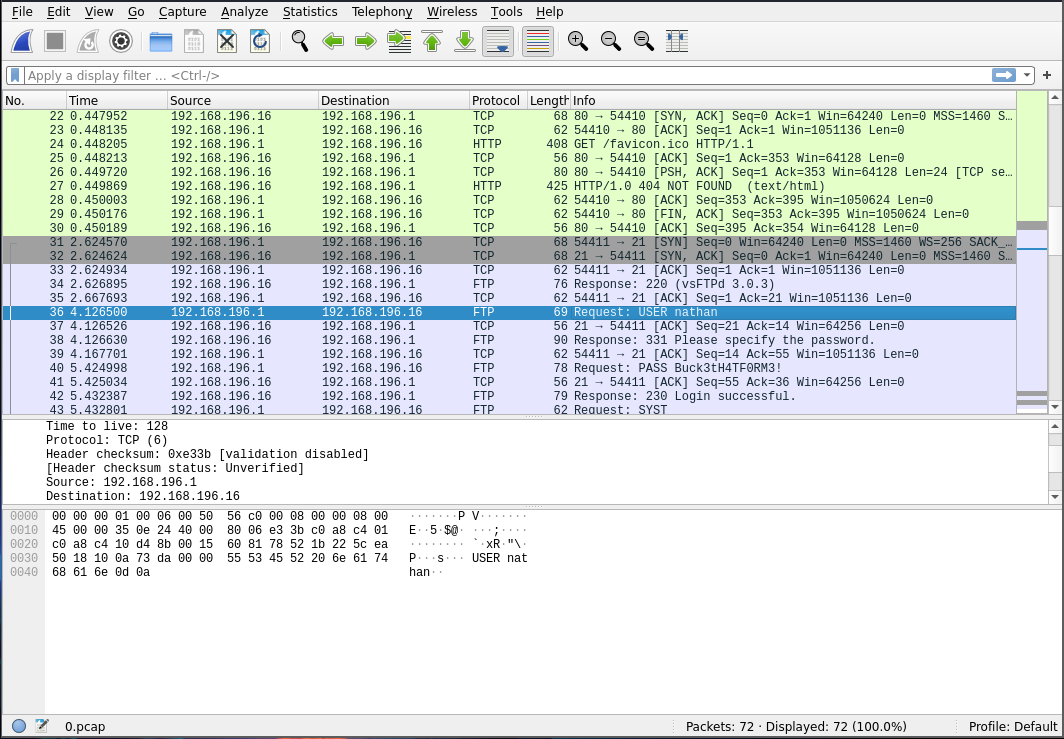 File Edit View Go Capture Analyze Statistics Telephony Wireless Tools Help
Apply a display filter … <Ctrl-/>
No. Time Source Destination Protocol Length Info
22 0.447952 192.168.196.16 192.168.196.1 TCP 68 80 → 54410 [SYN, ACK] Seq=0 Ack=1 Win=64240 Len=0 MSS=1460 S…
23 0.448135 192.168.196.1 192.168.196.16 TCP 62 54410 → 80 [ACK] Seq=1 Ack=1 Win=1051136 Len=0
24 0.448205 192.168.196.1 192.168.196.16 HTTP 408 GET /favicon.ico HTTP/1.1
25 0.448213 192.168.196.16 192.168.196.1 TCP 56 80 → 54410 [ACK] Seq=1 Ack=353 Win=64128 Len=0
26 0.449720 192.168.196.16 192.168.196.1 TCP 80 80 → 54410 [PSH, ACK] Seq=1 Ack=353 Win=64128 Len=24 [TCP se…
27 0.449869 192.168.196.16 192.168.196.1 HTTP 425 HTTP/1.0 404 NOT FOUND (text/html)
28 0.450003 192.168.196.1 192.168.196.16 TCP 62 54410 → 80 [ACK] Seq=353 Ack=395 Win=1050624 Len=0
29 0.450176 192.168.196.1 192.168.196.16 TCP 62 54410 → 80 [FIN, ACK] Seq=353 Ack=395 Win=1050624 Len=0
30 0.450189 192.168.196.16 192.168.196.1 TCP 56 80 → 54410 [ACK] Seq=395 Ack=354 Win=64128 Len=0
31 2.624570 192.168.196.1 192.168.196.16 TCP 68 54411 → 21 [SYN] Seq=0 Win=64240 Len=0 MSS=1460 WS=256 SACK_…
32 2.624624 192.168.196.16 192.168.196.1 TCP 68 21 → 54411 [SYN, ACK] Seq=0 Ack=1 Win=64240 Len=0 MSS=1460 S…
33 2.624934 192.168.196.1 192.168.196.16 TCP 62 54411 → 21 [ACK] Seq=1 Ack=1 Win=1051136 Len=0
34 2.626895 192.168.196.16 192.168.196.1 FTP 76 Response: 220 (vsFTPd 3.0.3)
35 2.667693 192.168.196.1 192.168.196.16 TCP 62 54411 → 21 [ACK] Seq=1 Ack=21 Win=1051136 Len=0
36 4.126500 192.168.196.1 192.168.196.16 FTP 69 Request: USER nathan
37 4.126526 192.168.196.16 192.168.196.1 TCP 56 21 → 54411 [ACK] Seq=21 Ack=14 Win=64256 Len=0
38 4.126630 192.168.196.16 192.168.196.1 FTP 90 Response: 331 Please specify the password.
39 4.167701 192.168.196.1 192.168.196.16 TCP 62 54411 → 21 [ACK] Seq=14 Ack=55 Win=1051136 Len=0
40 5.424998 192.168.196.1 192.168.196.16 FTP 78 Request: PASS Buck3tH4TF0RM3!
41 5.425034 192.168.196.16 192.168.196.1 TCP 56 21 → 54411 [ACK] Seq=55 Ack=36 Win=64256 Len=0
42 5.432387 192.168.196.16 192.168.196.1 FTP 79 Response: 230 Login successful.
43 5.432801 192.168.196.1 192.168.196.16 FTP 62 Request: SYST
Time to live: 128
Protocol: TCP (6)
Header checksum: 0xe33b [validation disabled]
[Header checksum status: Unverified]
Source: 192.168.196.1
Destination: 192.168.196.16
0000 00 00 00 01 00 06 00 50 56 c0 00 08 00 00 08 00 ·······P V·······
0010 45 00 00 35 0e 24 40 00 80 06 e3 3b c0 a8 c4 01 E··5·$@· ···;····
0020 c0 a8 c4 10 d4 8b 00 15 60 81 78 52 1b 22 5c ea ········ `·xR·"\·
0030 50 18 10 0a 73 da 00 00 55 53 45 52 20 6e 61 74 P···s··· USER nat
0040 68 61 6e 0d 0a han··
0.pcap Packets: 72 · Displayed: 72 (100.0%) Profile: Default